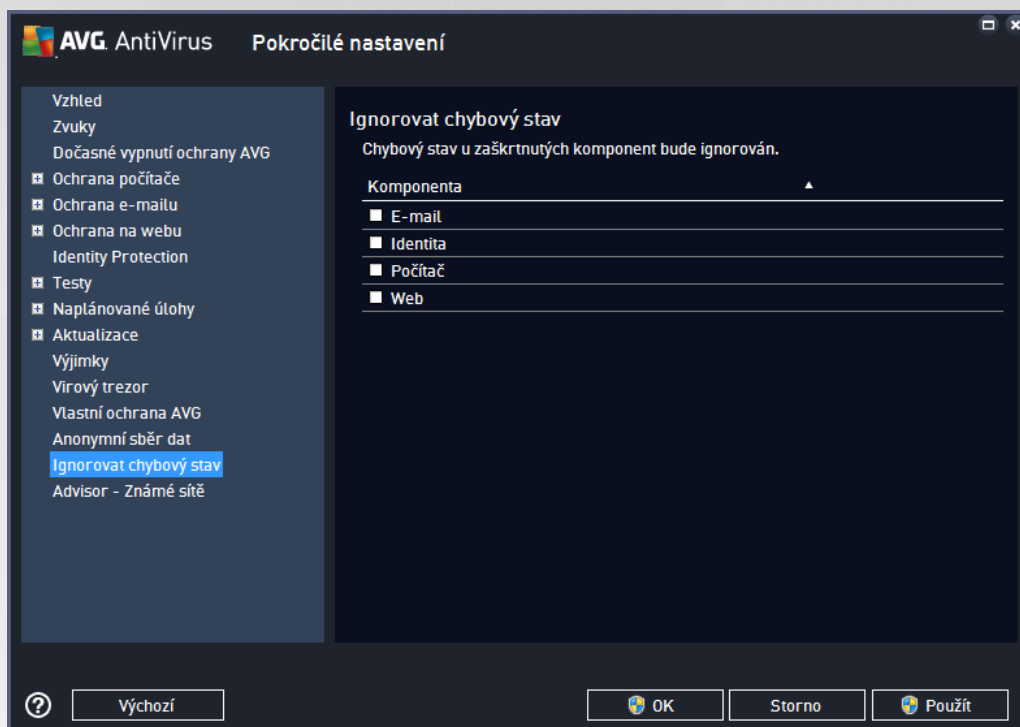 AVG. AntiVirus Pokročilé nastavení
Vzhled
Zvuky
Dočasné vypnutí ochrany AVG
Ochrana počítače
Ochrana e-mailu
Ochrana na webu
Identity Protection
Testy
Naplánované úlohy
Aktualizace
Výjimky
Virový trezor
Vlastní ochrana AVG
Anonymní sběr dat
Ignorovat chybový stav
Advisor - Známé sítě
Ignorovat chybový stav
Chybový stav u zaškrtnutých komponent bude ignorován.
Komponenta
E-mail
Identita
Počítač
Web
Výchozí
OK
Storno
Použít